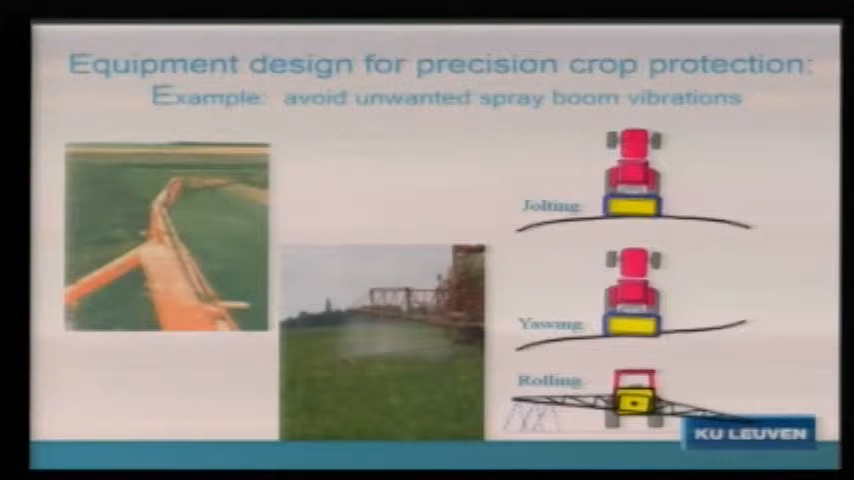 Equipment design for precision crop protection:
Example: avoid unwanted spray boom vibrations
Jolting
Yawing
Rolling
KU LEUVEN